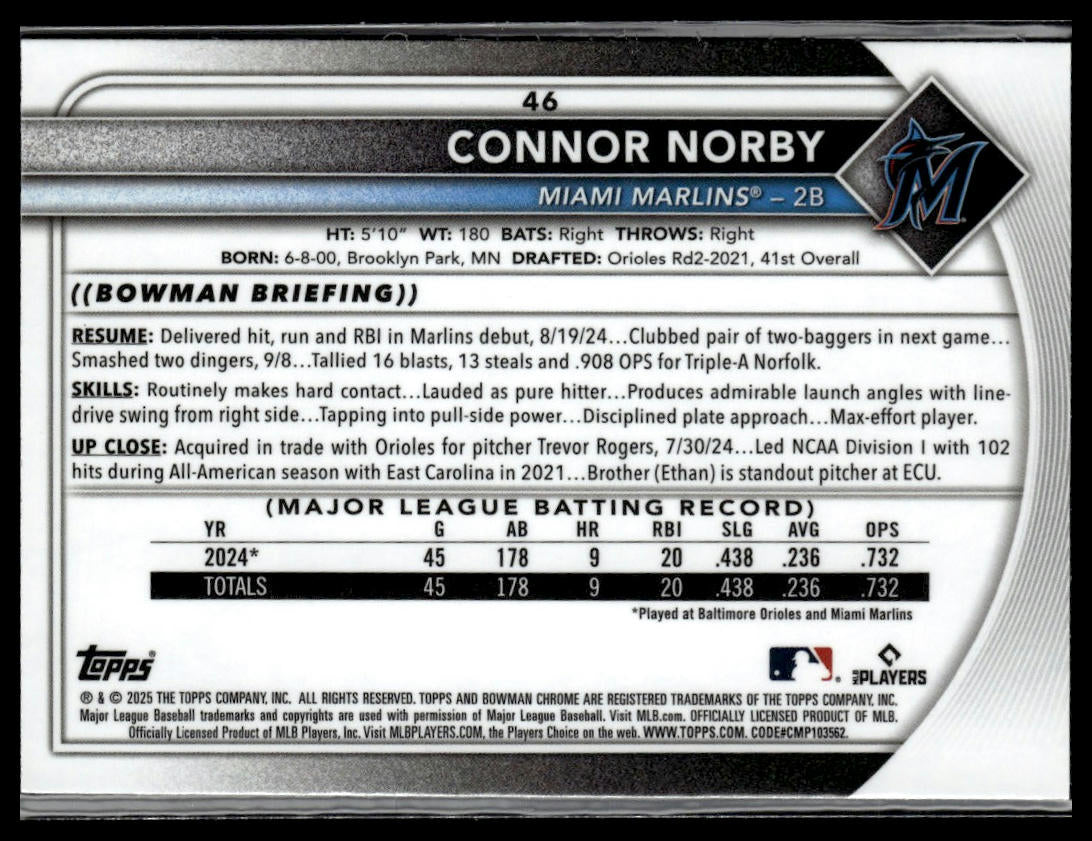 46
CONNOR NORBY
MIAMI MARLINS® – 2B
M
HT: 5'10" WT: 180 BATS: Right THROWS: Right
BORN: 6-8-00, Brooklyn Park, MN DRAFTED: Orioles Rd2-2021, 41st Overall
((BOWMAN BRIEFING))
RESUME: Delivered hit, run and RBI in Marlins debut, 8/19/24...Clubbed pair of two-baggers in next game...
Smashed two dingers, 9/8...Tallied 16 blasts, 13 steals and .908 OPS for Triple-A Norfolk.
SKILLS: Routinely makes hard contact...Lauded as pure hitter...Produces admirable launch angles with line-
drive swing from right side...Tapping into pull-side power...Disciplined plate approach...Max-effort player.
UP CLOSE: Acquired in trade with Orioles for pitcher Trevor Rogers, 7/30/24...Led NCAA Division I with 102
hits during All-American season with East Carolina in 2021...Brother (Ethan) is standout pitcher at ECU.
(MAJOR LEAGUE BATTING RECORD)
YR G AB HR RBI SLG AVG OPS
2024* 45 178 9 20 .438 .236 .732
TOTALS 45 178 9 20 .438 .236 .732
*Played at Baltimore Orioles and Miami Marlins
topps®
MLB PLAYERS
® & © 2025 THE TOPPS COMPANY, INC. ALL RIGHTS RESERVED. TOPPS AND BOWMAN CHROME ARE REGISTERED TRADEMARKS OF THE TOPPS COMPANY, INC.
Major League Baseball trademarks and copyrights are used with permission of Major League Baseball. Visit MLB.com. OFFICIALLY LICENSED PRODUCT OF MLB.
Officially Licensed Product of MLB Players, Inc. Visit MLBPLAYERS.COM, the Players Choice on the web. WWW.TOPPS.COM. CODE#CMP103562.